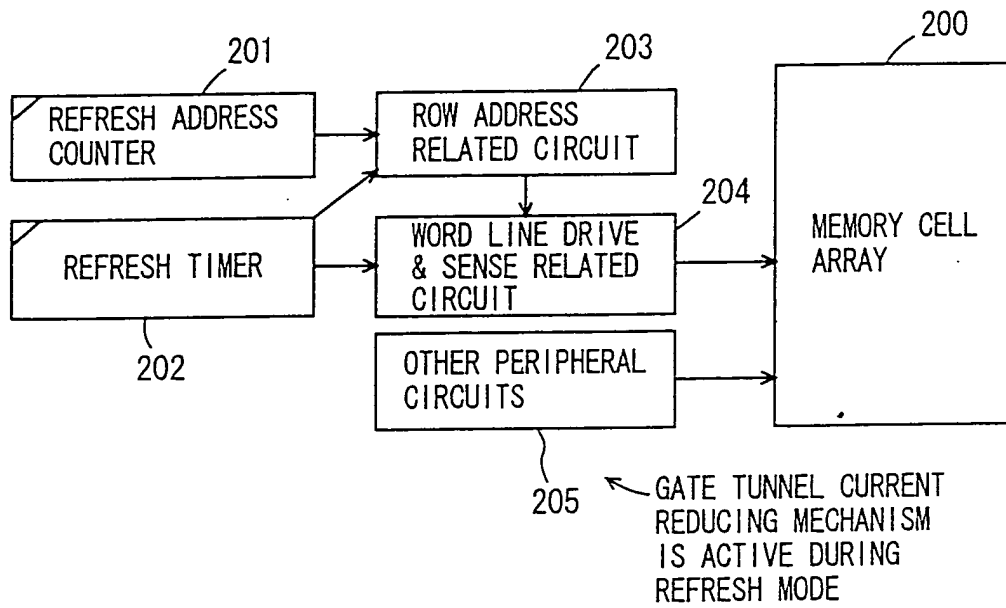 201
203
200
REFRESH ADDRESS
COUNTER
ROW ADDRESS
RELATED CIRCUIT
204
REFRESH TIMER
WORD LINE DRIVE
& SENSE RELATED
CIRCUIT
MEMORY CELL
ARRAY
202
OTHER PERIPHERAL
CIRCUITS
205
GATE TUNNEL CURRENT
REDUCING MECHANISM
IS ACTIVE DURING
REFRESH MODE